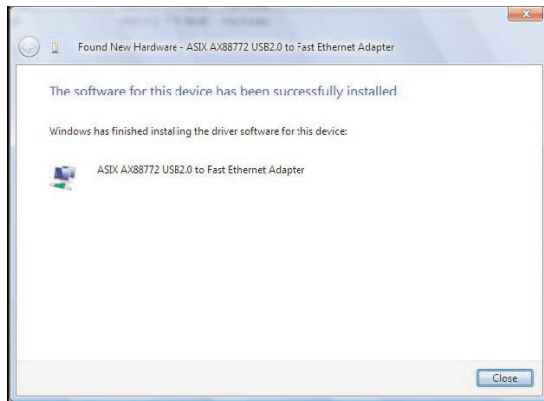 Found New Hardware - ASIX AX88772 USB2.0 to Fast Ethernet Adapter
The software for this device has been successfully installed
Windows has finished installing the driver software for this device:
ASIX AX88772 USB2.0 to Fast Ethernet Adapter
Close